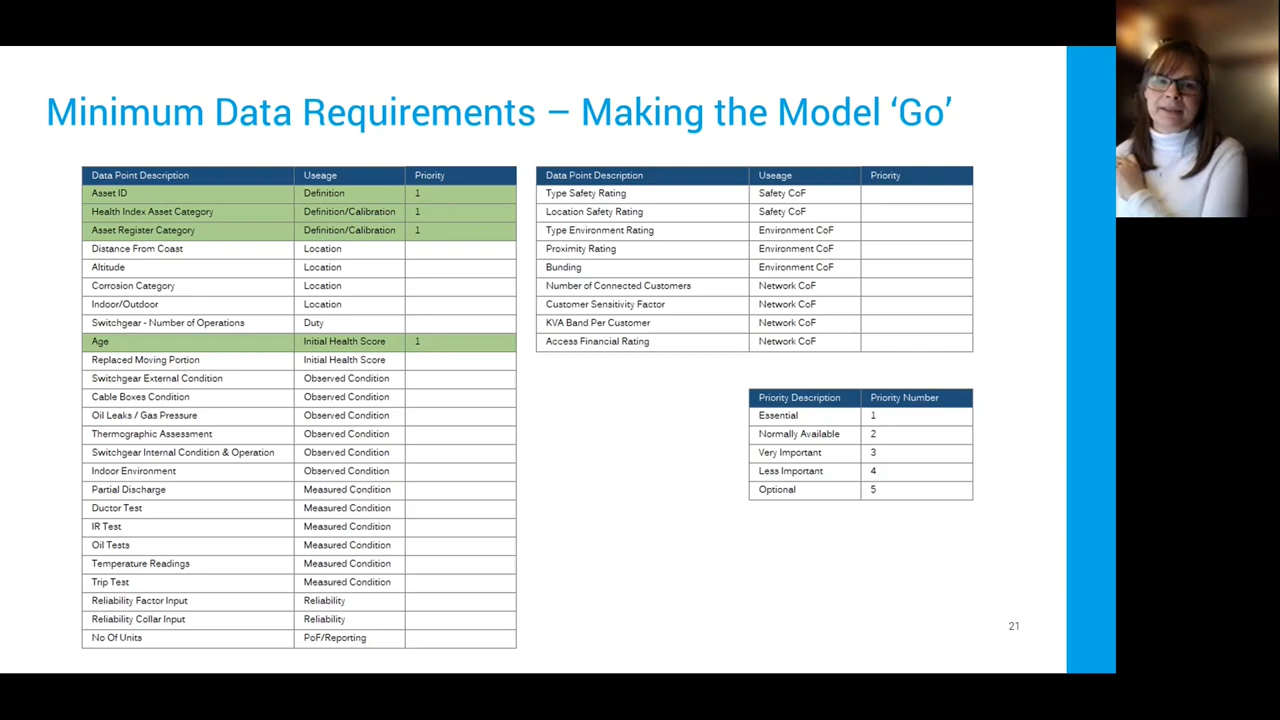 Minimum Data Requirements – Making the Model ‘Go’
Data Point Description Useage Priority
Asset ID Definition 1
Health Index Asset Category Definition/Calibration 1
Asset Register Category Definition/Calibration 1
Distance From Coast Location
Altitude Location
Corrosion Category Location
Indoor/Outdoor Location
Switchgear - Number of Operations Duty
Age Initial Health Score 1
Replaced Moving Portion Initial Health Score
Switchgear External Condition Observed Condition
Cable Boxes Condition Observed Condition
Oil Leaks / Gas Pressure Observed Condition
Thermographic Assessment Observed Condition
Switchgear Internal Condition & Operation Observed Condition
Indoor Environment Observed Condition
Partial Discharge Measured Condition
Ductor Test Measured Condition
IR Test Measured Condition
Oil Tests Measured Condition
Temperature Readings Measured Condition
Trip Test Measured Condition
Reliability Factor Input Reliability
Reliability Collar Input Reliability
No Of Units PoF/Reporting
Data Point Description Useage Priority
Type Safety Rating Safety CoF
Location Safety Rating Safety CoF
Type Environment Rating Environment CoF
Proximity Rating Environment CoF
Bunding Environment CoF
Number of Connected Customers Network CoF
Customer Sensitivity Factor Network CoF
KVA Band Per Customer Network CoF
Access Financial Rating Network CoF
Priority Description Priority Number
Essential 1
Normally Available 2
Very Important 3
Less Important 4
Optional 5
21